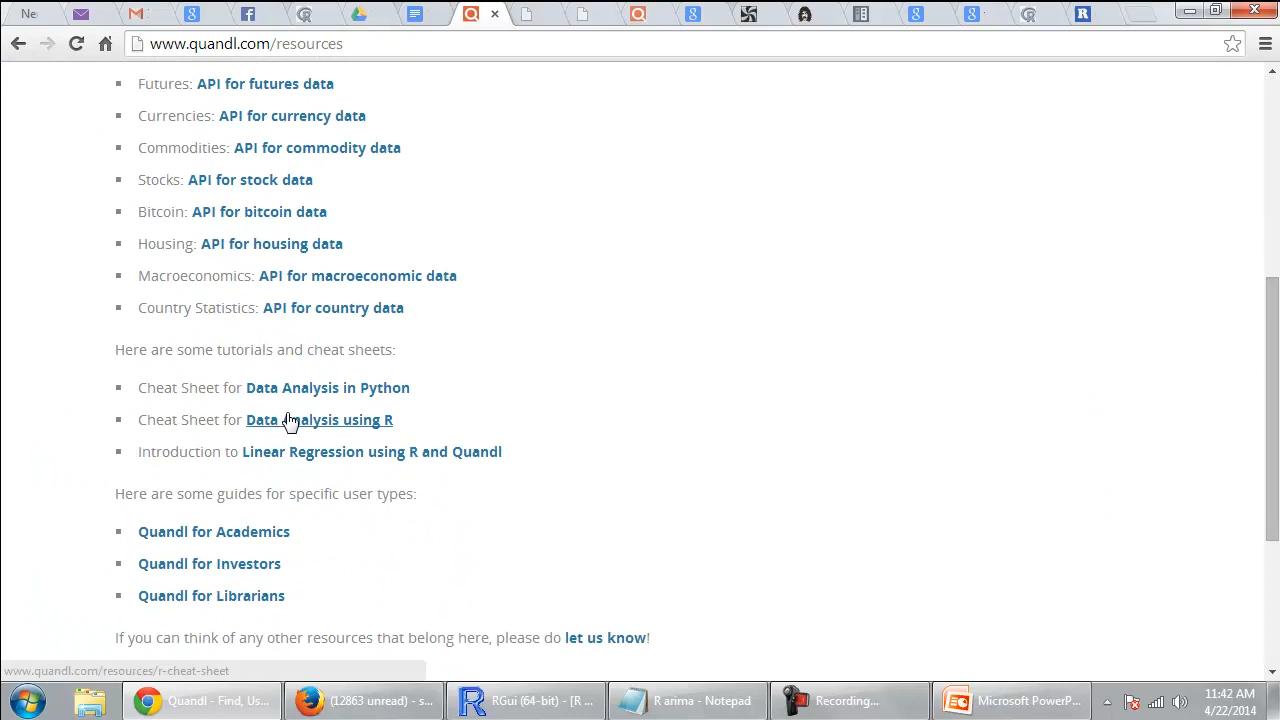 Ne
www.quandl.com/resources
Futures: API for futures data
Currencies: API for currency data
Commodities: API for commodity data
Stocks: API for stock data
Bitcoin: API for bitcoin data
Housing: API for housing data
Macroeconomics: API for macroeconomic data
Country Statistics: API for country data
Here are some tutorials and cheat sheets:
Cheat Sheet for Data Analysis in Python
Cheat Sheet for Data Analysis using R
Introduction to Linear Regression using R and Quandl
Here are some guides for specific user types:
Quandl for Academics
Quandl for Investors
Quandl for Librarians
If you can think of any other resources that belong here, please do let us know!
www.quandl.com/resources/r-cheat-sheet
Quandl - Find, Us... (12863 unread) - s... RGui (64-bit) - [R ... R arima - Notepad Recording... Microsoft PowerP...
11:42 AM
4/22/2014